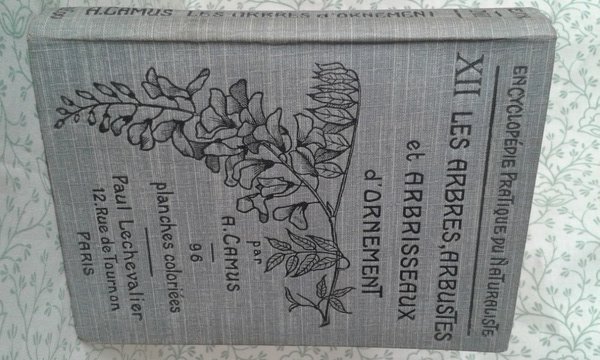 ENCYCLOPÉDIE PRATIQUE DU NATURALISTE
XII LES ARBRES, ARBUSTES
et ARBRISSEAUX
d'ORNEMENT
par
A. CAMUS
96
planches coloriées
Paul Lechevalier
12 Rue de Tournon
PARIS
A. CAMUS LES ARBRES d'ORNEMENT